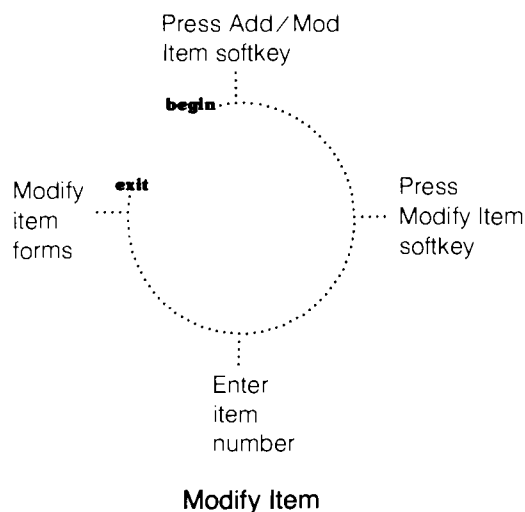 Press Add/Mod
Item softkey
begin
exit
Press
Modify Item
softkey
Modify
item
forms
Enter
item
number
Modify Item